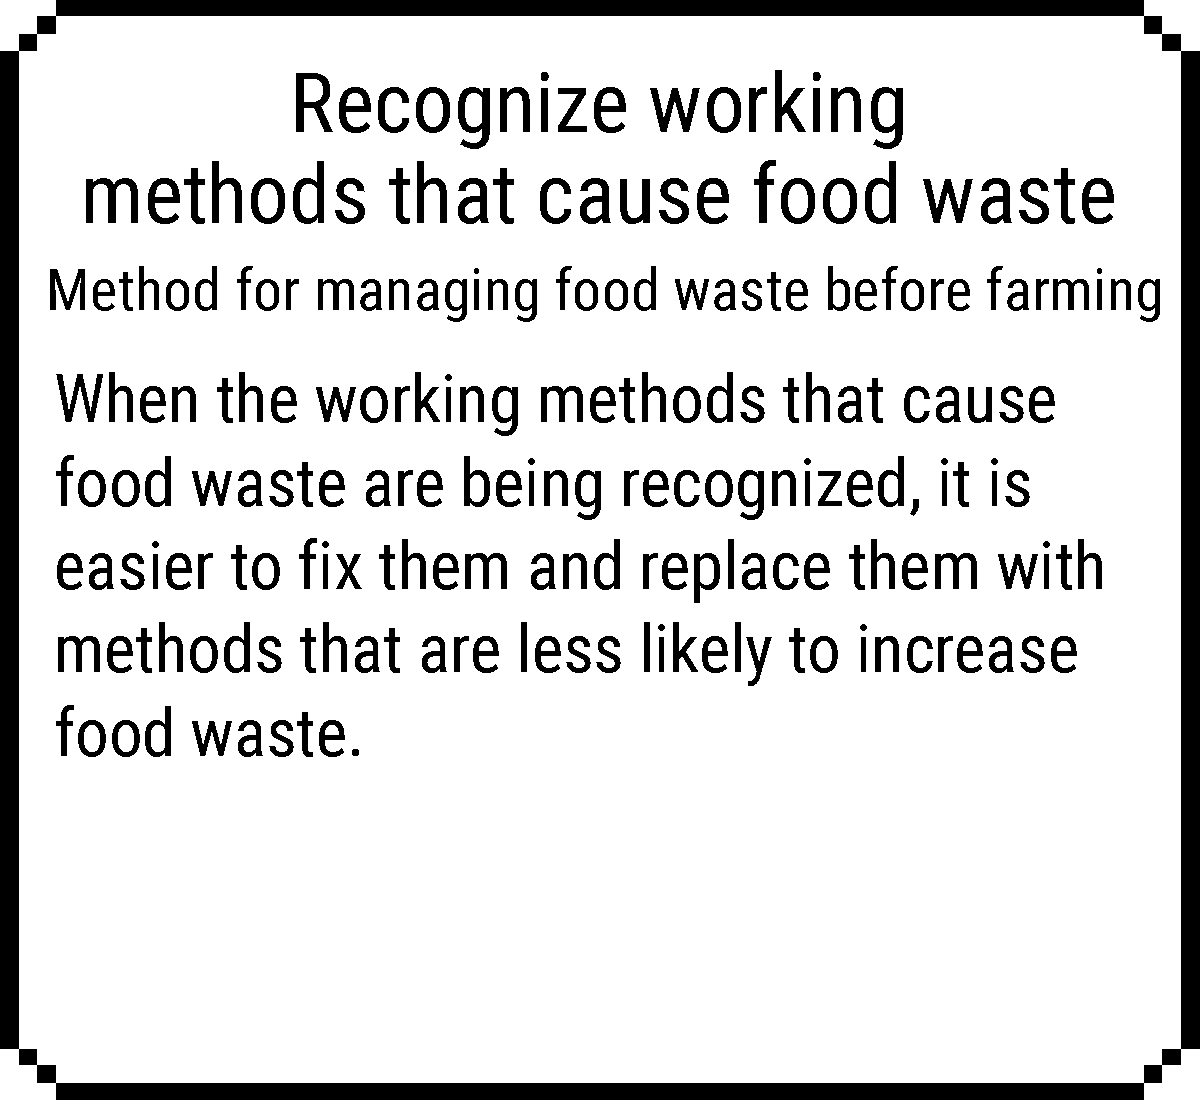 Recognize working
methods that cause food waste
Method for managing food waste before farming
When the working methods that cause
food waste are being recognized, it is
easier to fix them and replace them with
methods that are less likely to increase
food waste.